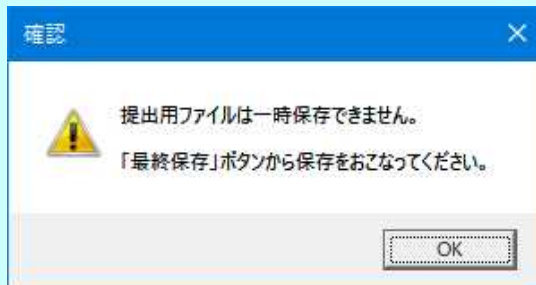 確認
提出用ファイルは一時保存できません。
「最終保存」ボタンから保存をおこなってください。
OK